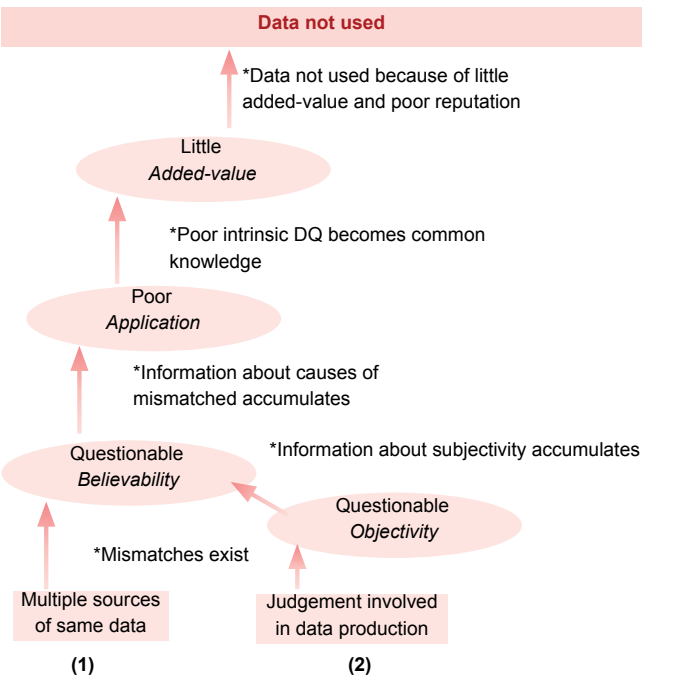 Data not used
*Data not used because of little
added-value and poor reputation
Little
Added-value
*Poor intrinsic DQ becomes common
knowledge
Poor
Application
*Information about causes of
mismatched accumulates
Questionable
Believability
*Information about subjectivity accumulates
Questionable
Objectivity
*Mismatches exist
Multiple sources
of same data
Judgement involved
in data production
(1)
(2)